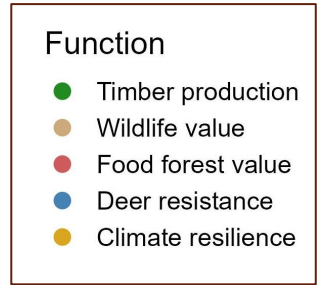 Function
Timber production
Wildlife value
Food forest value
Deer resistance
Climate resilience